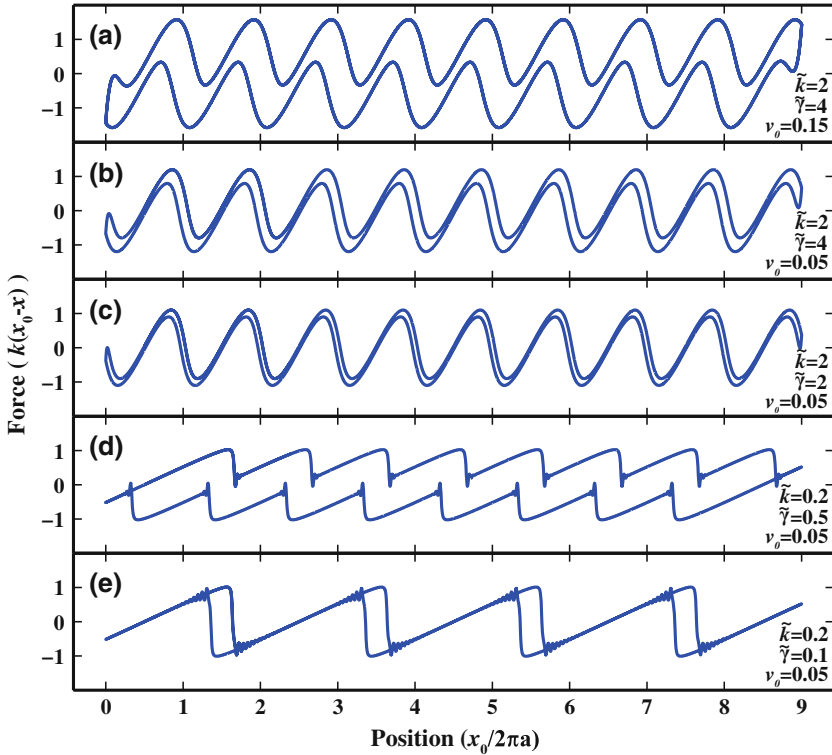 (a)
1
0
−1
k̃=2
γ̃=4
v₀=0.15
(b)
1
0
−1
k̃=2
γ̃=4
v₀=0.05
(c)
1
0
−1
k̃=2
γ̃=2
v₀=0.05
(d)
1
0
−1
k̃=0.2
γ̃=0.5
v₀=0.05
(e)
1
0
−1
k̃=0.2
γ̃=0.1
v₀=0.05
Force ( k(x₀-x) )
0 1 2 3 4 5 6 7 8 9
Position (x₀/2πa)